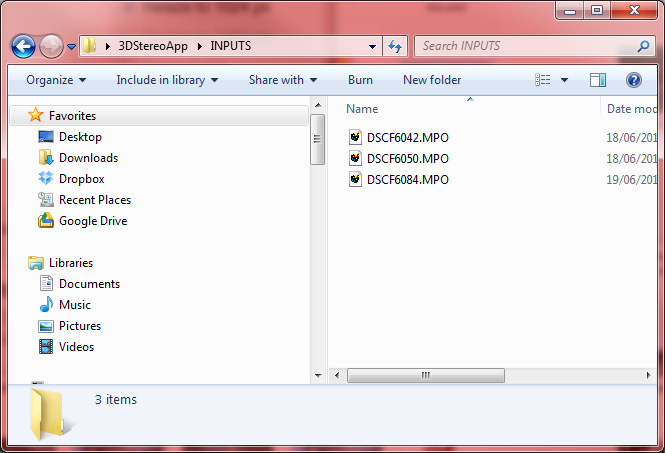 3DStereoApp INPUTS Search INPUTS
Organize Include in library Share with Burn New folder
Favorites
Desktop
Downloads
Dropbox
Recent Places
Google Drive
Libraries
Documents
Music
Pictures
Videos
Name Date mod
DSCF6042.MPO 18/06/201
DSCF6050.MPO 18/06/201
DSCF6084.MPO 19/06/201
3 items